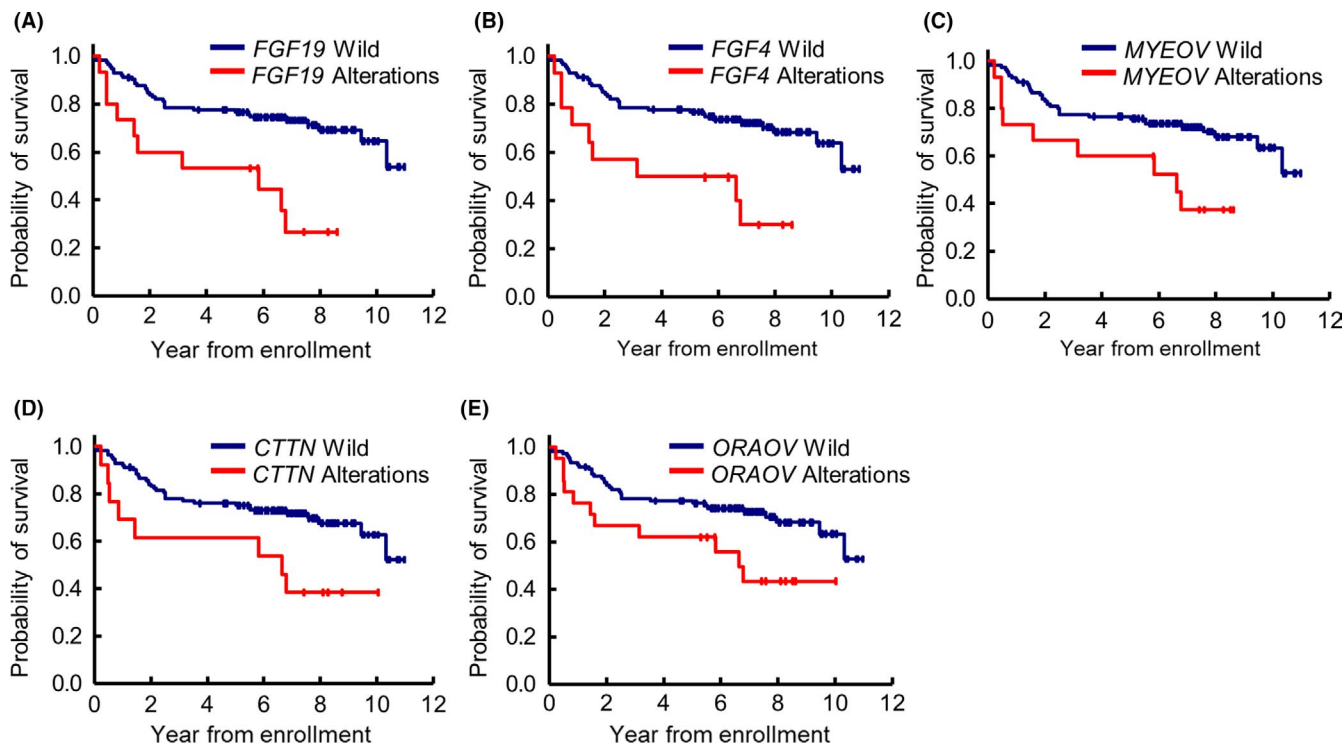 (A)
FGF19 Wild
FGF19 Alterations
Probability of survival
1.0
0.8
0.6
0.4
0.2
0.0
0 2 4 6 8 10 12
Year from enrollment
(B)
FGF4 Wild
FGF4 Alterations
Probability of survival
1.0
0.8
0.6
0.4
0.2
0.0
0 2 4 6 8 10 12
Year from enrollment
(C)
MYEOV Wild
MYEOV Alterations
Probability of survival
1.0
0.8
0.6
0.4
0.2
0.0
0 2 4 6 8 10 12
Year from enrollment
(D)
CTTN Wild
CTTN Alterations
Probability of survival
1.0
0.8
0.6
0.4
0.2
0.0
0 2 4 6 8 10 12
Year from enrollment
(E)
ORAOV Wild
ORAOV Alterations
Probability of survival
1.0
0.8
0.6
0.4
0.2
0.0
0 2 4 6 8 10 12
Year from enrollment